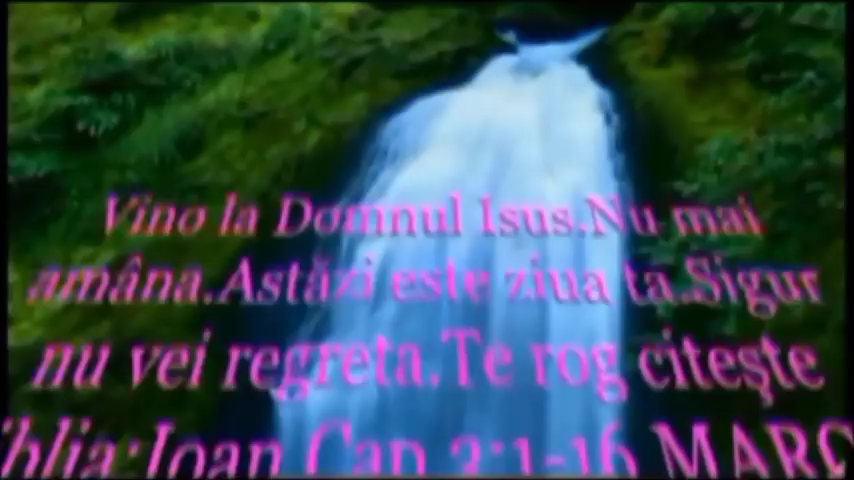 Vino la Domnul Isus.Nu mai
amâna.Astăzi este ziua ta.Sigur
nu vei regreta.Te rog citeşte
Ioan Cap 3:1-16